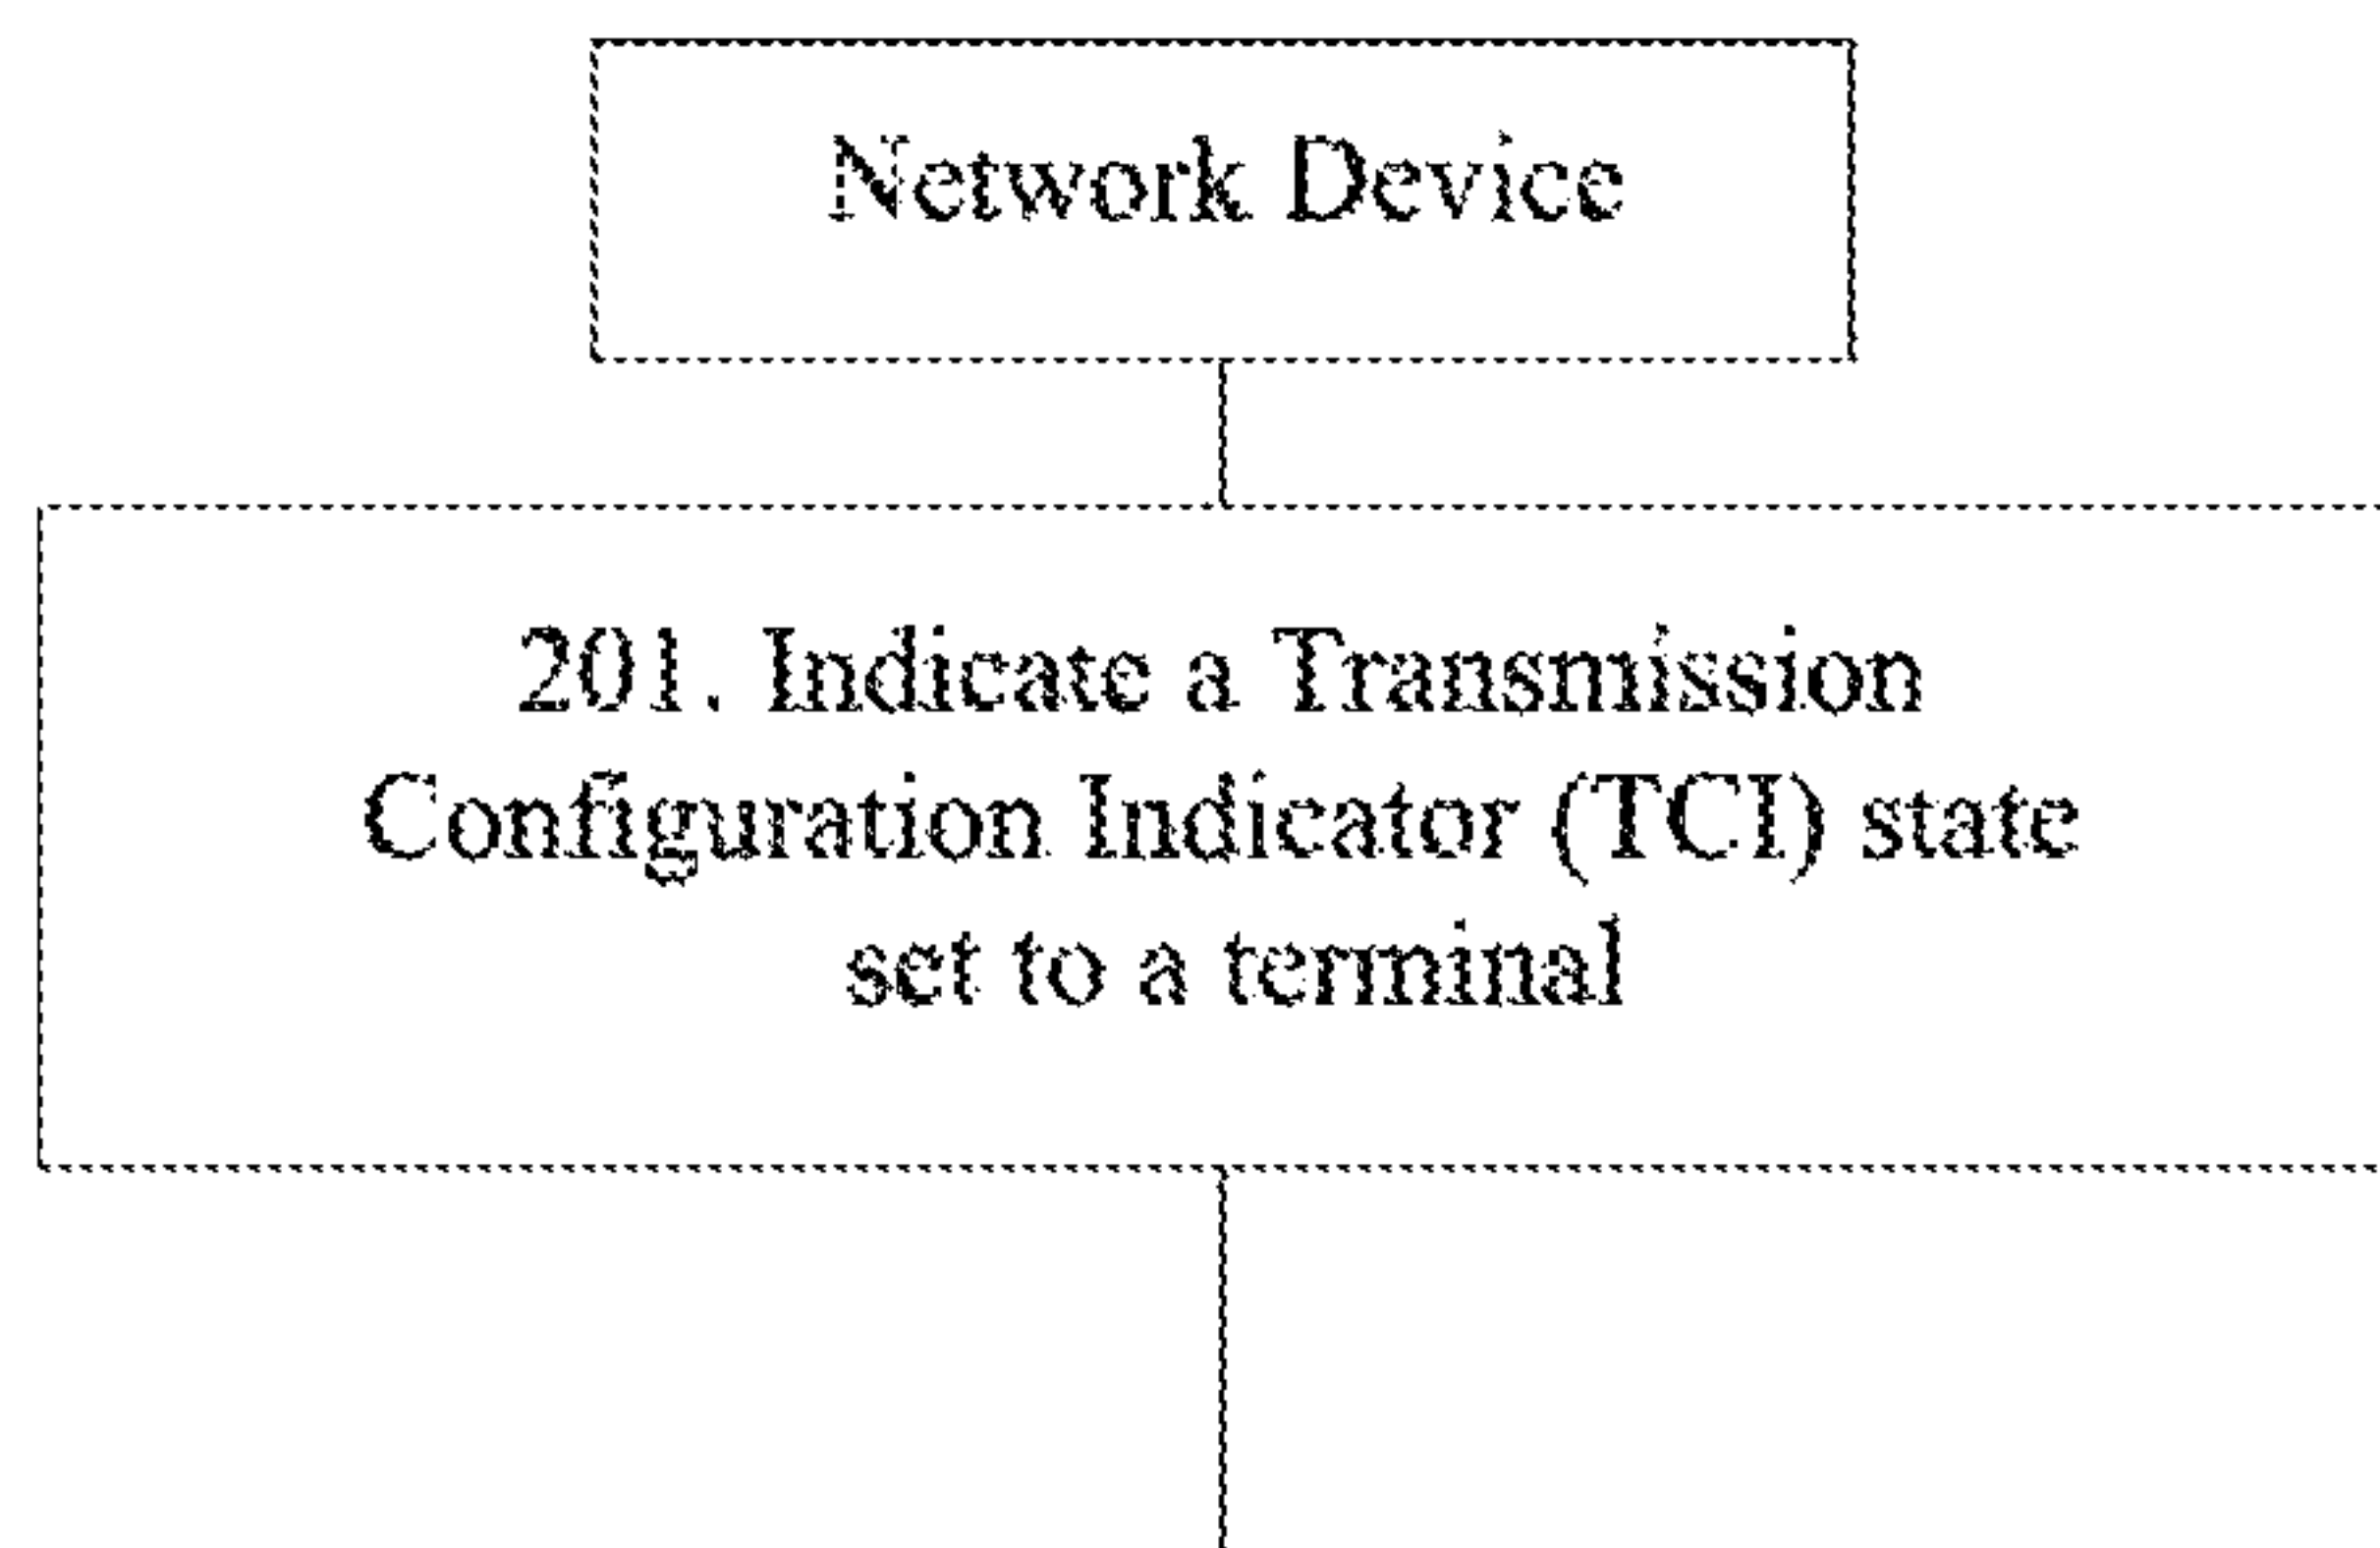 Network Device
201. Indicate a Transmission
Configuration Indicator (TCI) state
set to a terminal